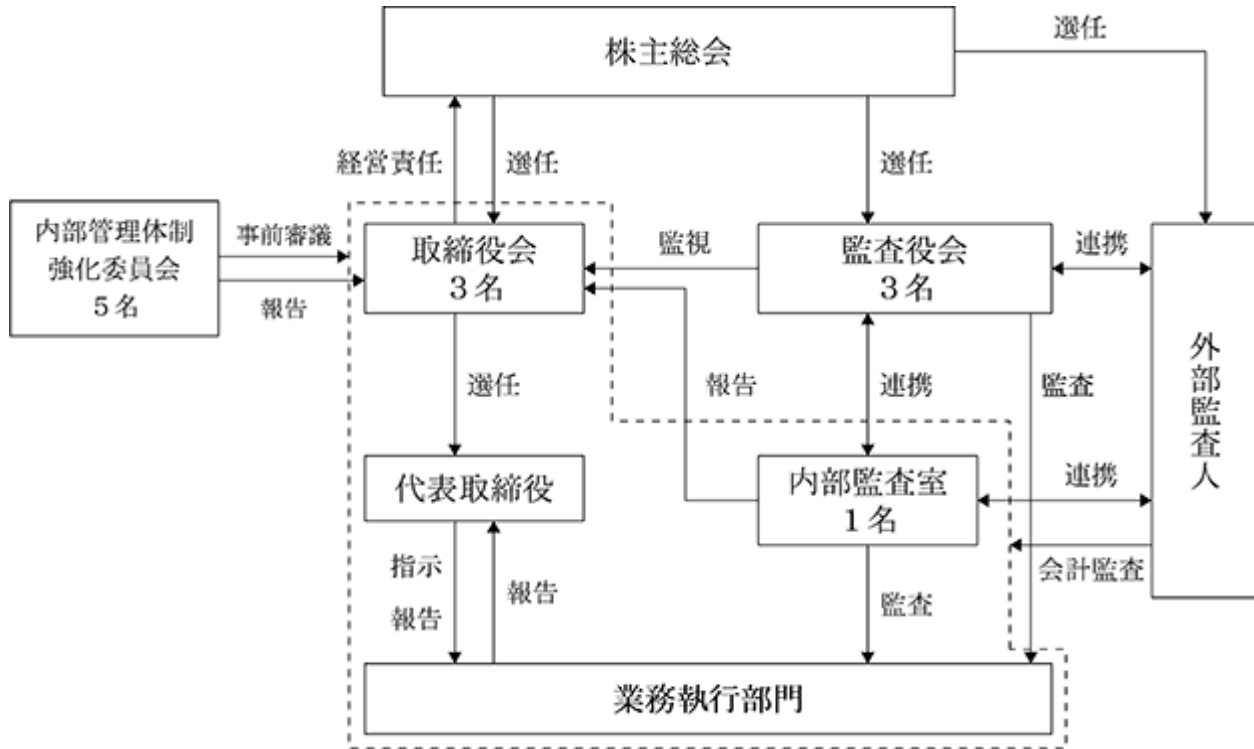 株主総会
選任
経営責任
選任
選任
内部管理体制
強化委員会
5名
事前審議
報告
取締役会
3名
監視
監査役会
3名
連携
外部監査人
選任
報告
連携
監査
代表取締役
内部監査室
1名
連携
会計監査
指示
報告
報告
監査
業務執行部門